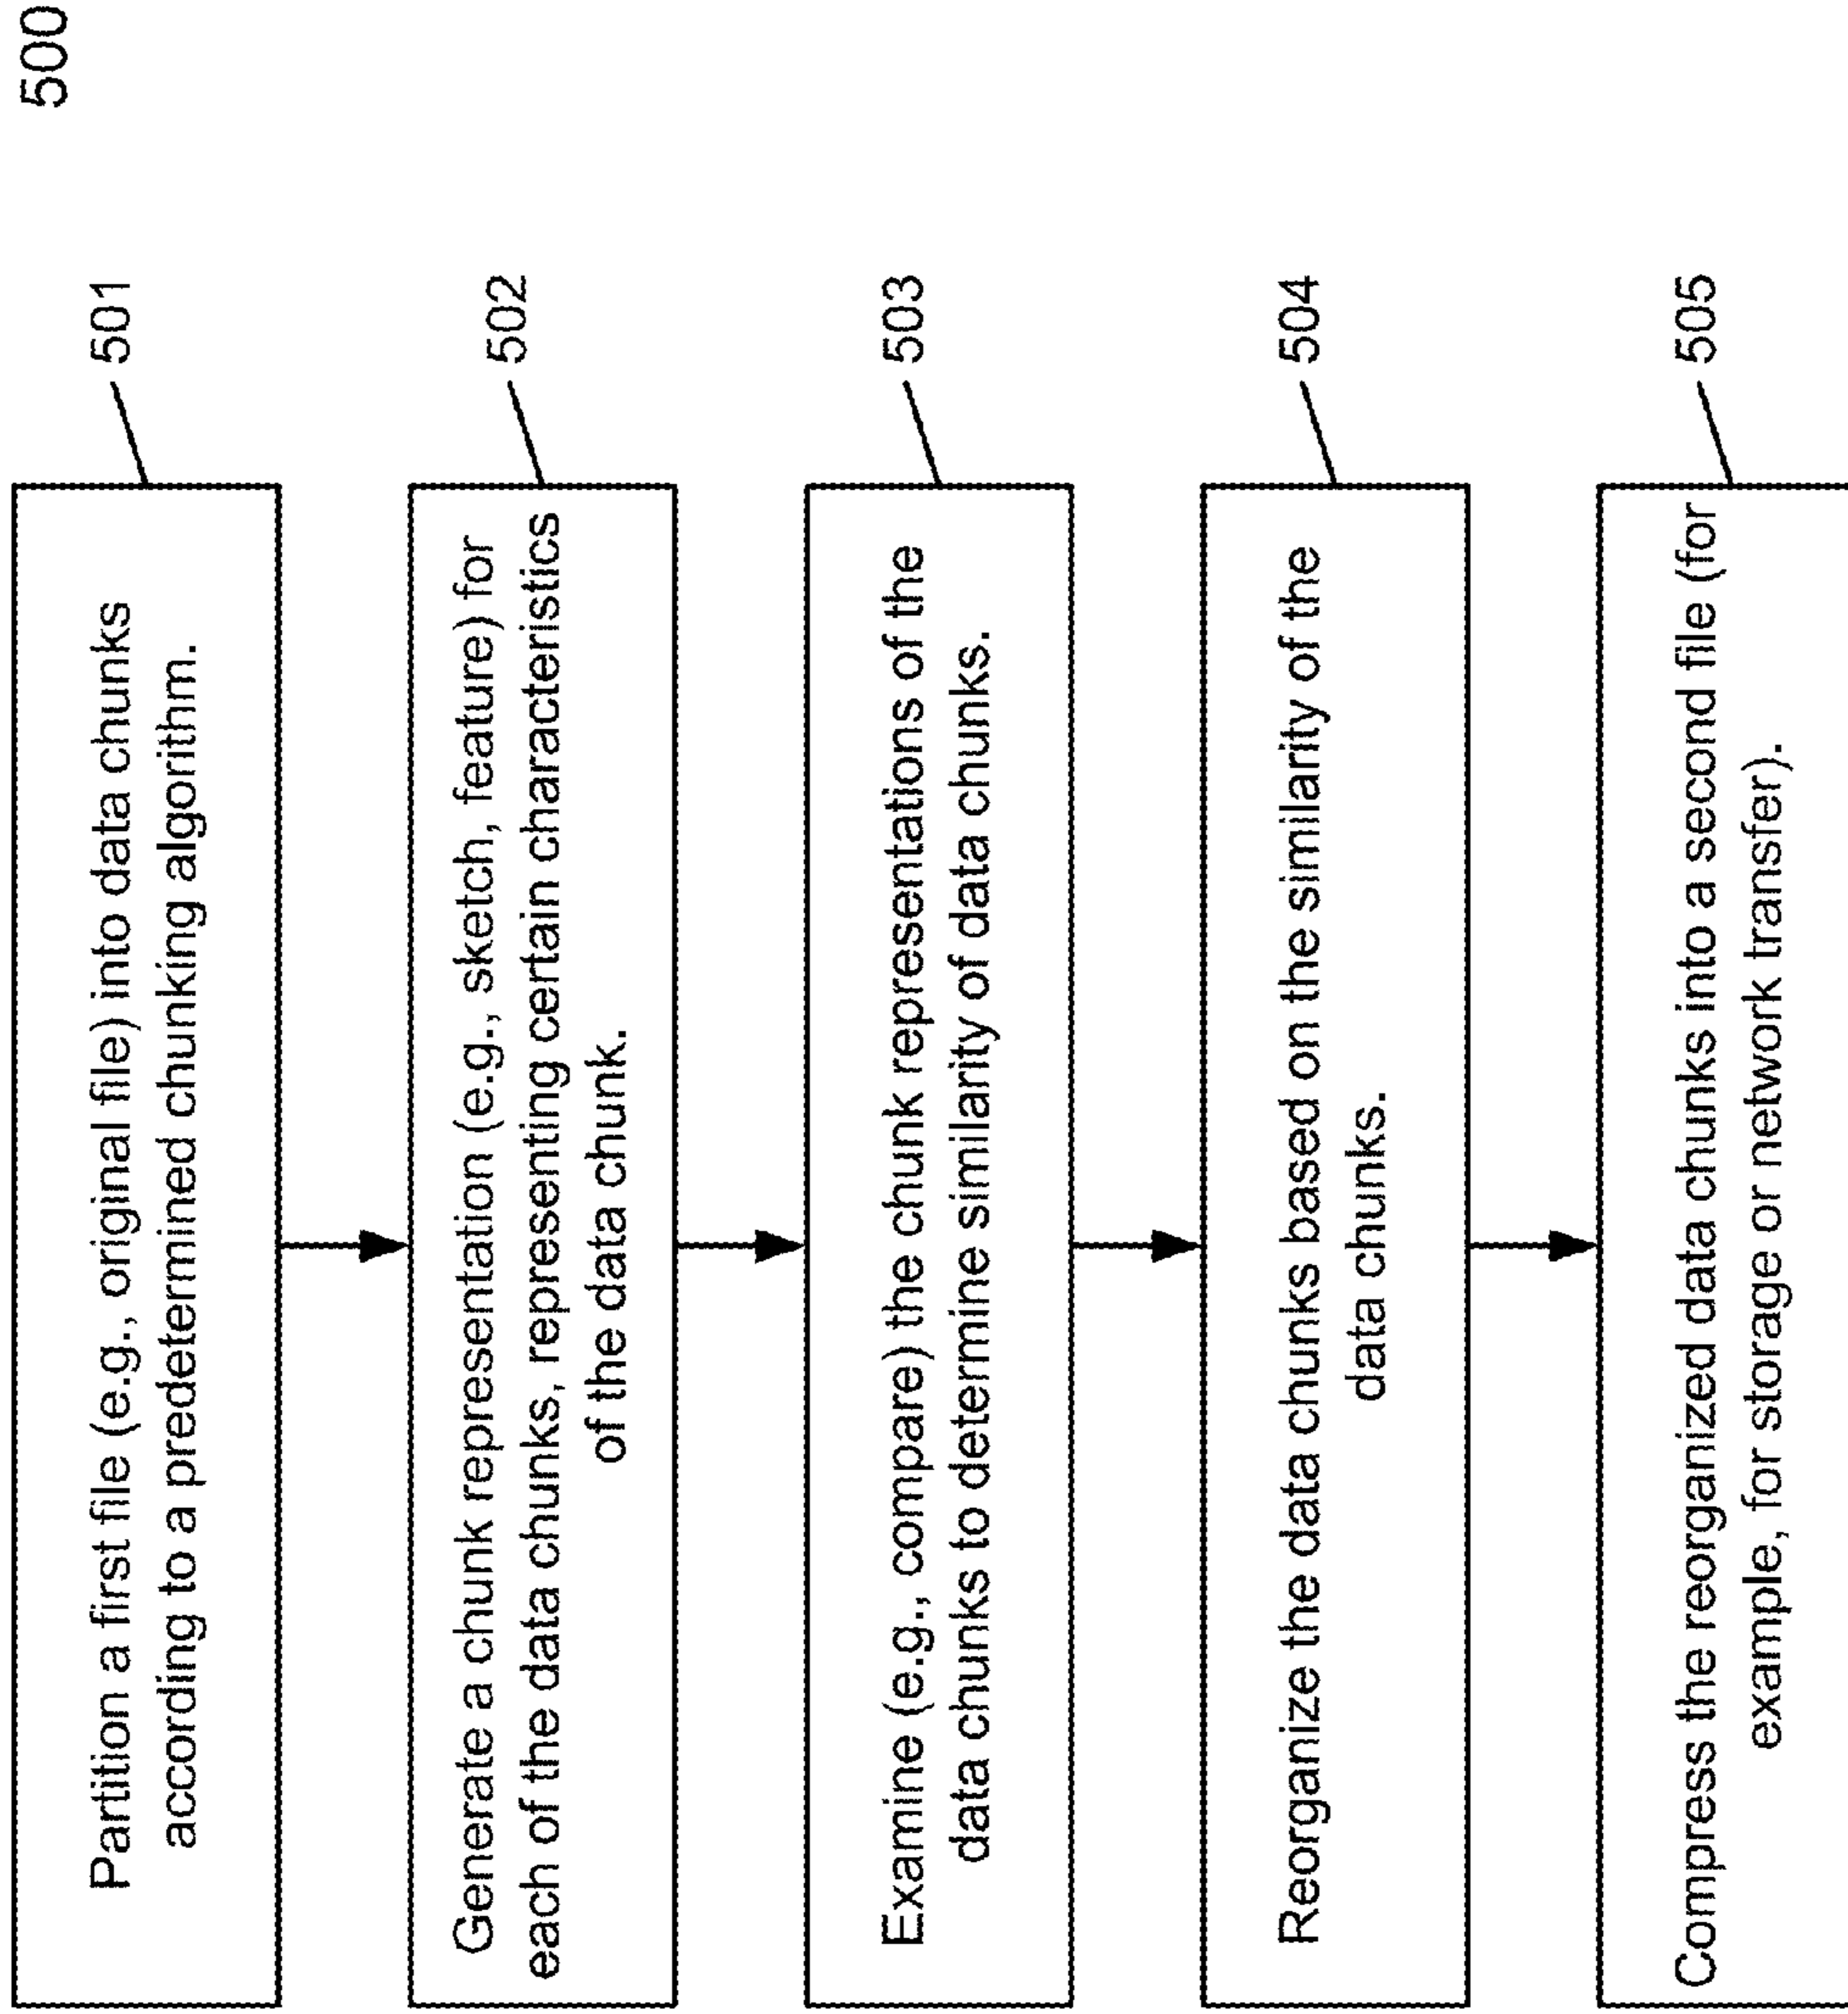 500
Partition a first file (e.g., original file) into data chunks
according to a predetermined chunking algorithm.
501
Generate a chunk representation (e.g., sketch, feature) for
each of the data chunks, representing certain characteristics
of the data chunk.
502
Examine (e.g., compare) the chunk representations of the
data chunks to determine similarity of data chunks.
503
Reorganize the data chunks based on the similarity of the
data chunks.
504
Compress the reorganized data chunks into a second file (for
example, for storage or network transfer).
505